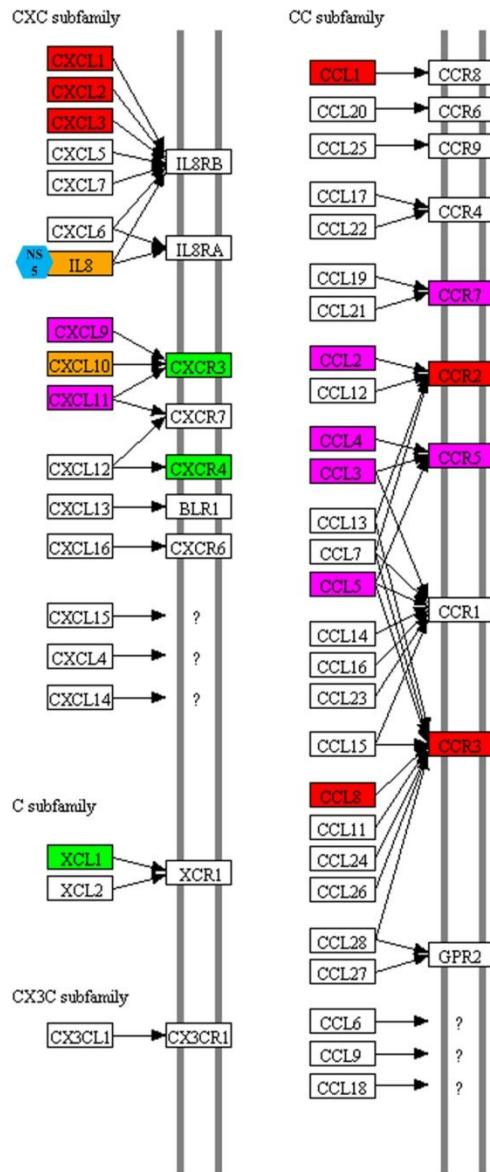 CXC subfamily
CXCL1
CXCL2
CXCL3
CXCL5
CXCL7
IL8RB
CXCL6
IL8RA
NS
5
IL8
CXCL9
CXCL10
CXCR3
CXCL11
CXCR7
CXCL12
CXCR4
CXCL13
BLR1
CXCL16
CXCR6
CXCL15
?
CXCL4
?
CXCL14
?
C subfamily
XCL1
XCL2
XCR1
CX3C subfamily
CX3CL1
CX3CR1
CC subfamily
CCL1
CCR8
CCL20
CCR6
CCL25
CCR9
CCL17
CCR4
CCL22
CCL19
CCR7
CCL21
CCL2
CCR2
CCL12
CCL4
CCR5
CCL3
CCL13
CCL7
CCL5
CCR1
CCL14
CCL16
CCL23
CCL15
CCR3
CCL8
CCL11
CCL24
CCL26
CCL28
GPR2
CCL27
CCL6
?
CCL9
?
CCL18
?